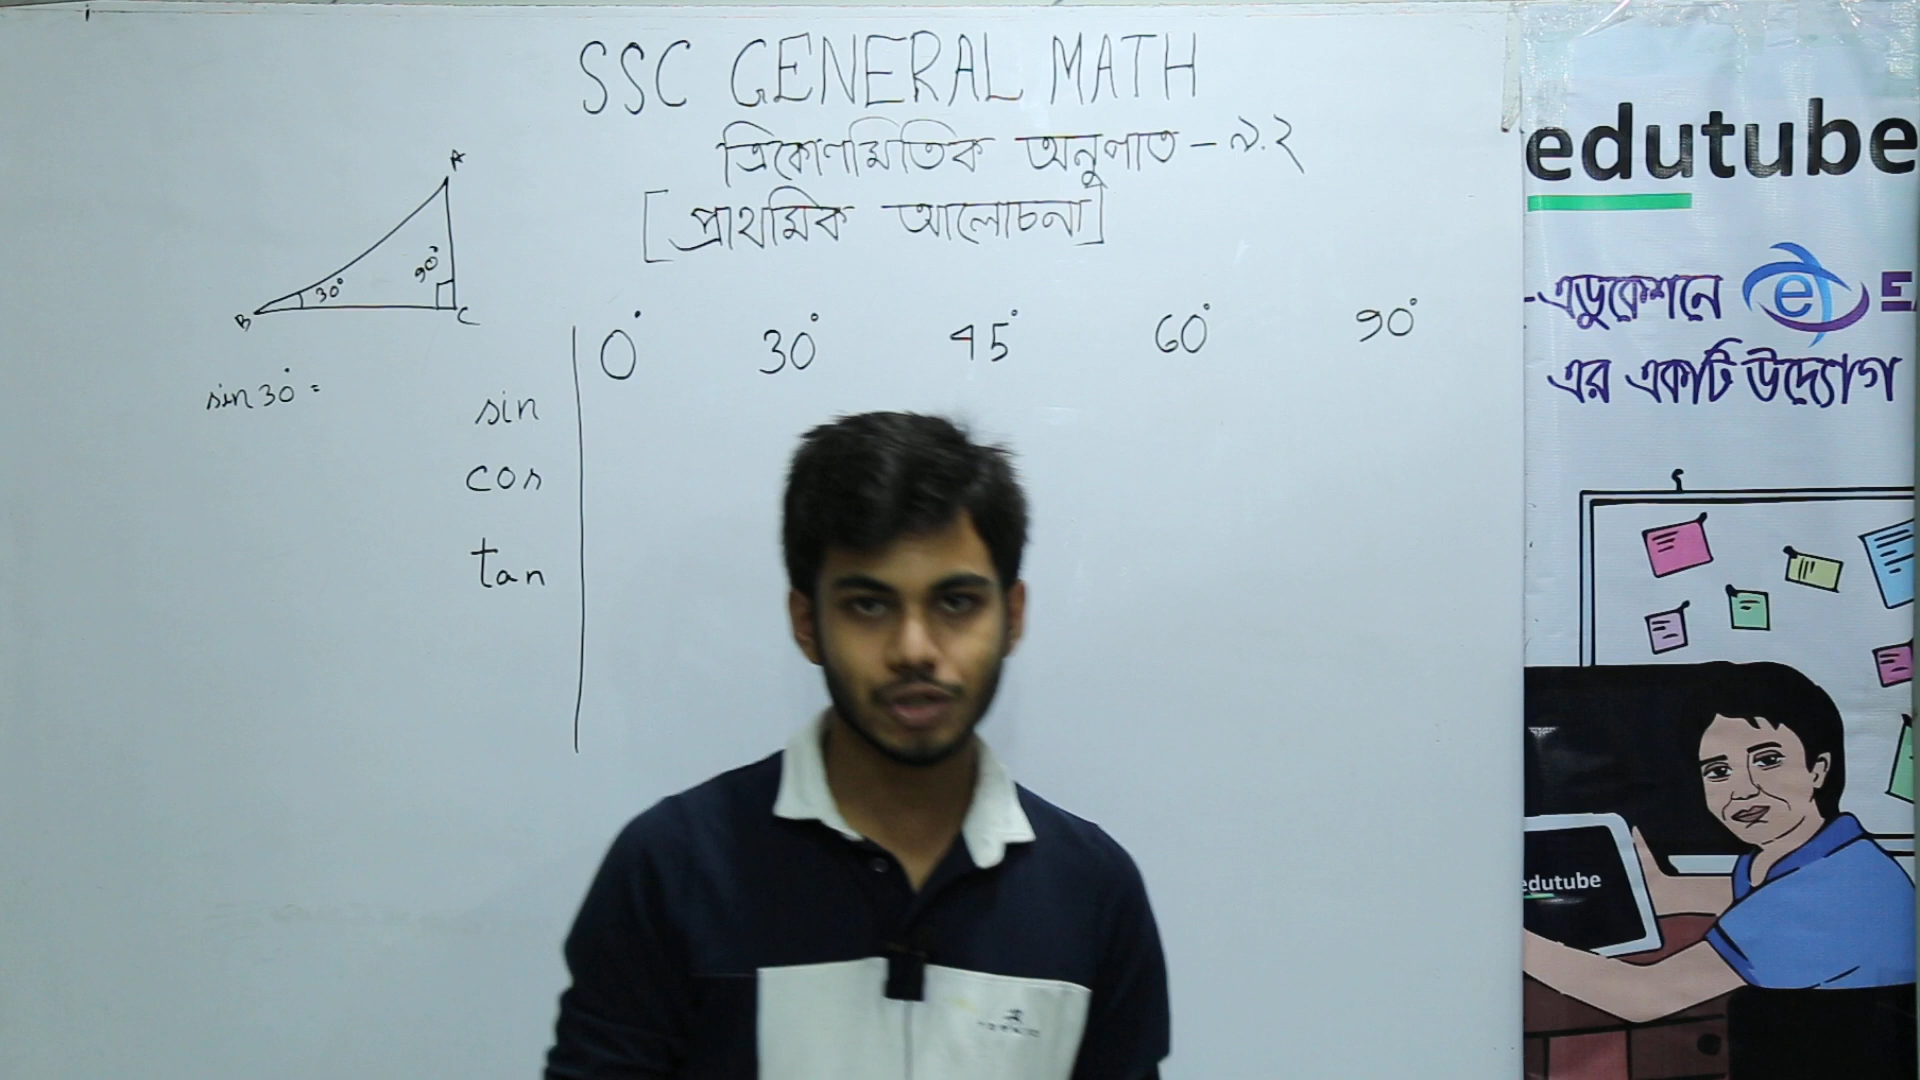 SSC GENERAL MATH
ত্রিকোণমিতিক অনুপাত - ৯.২
[প্রাথমিক আলোচনা]
A
30°
90°
B
C
sin 30° =
0° 30° 45° 60° 90°
sin
cos
tan
edutube
-এডুকেশনে e E
এর একটি উদ্যোগ
edutube